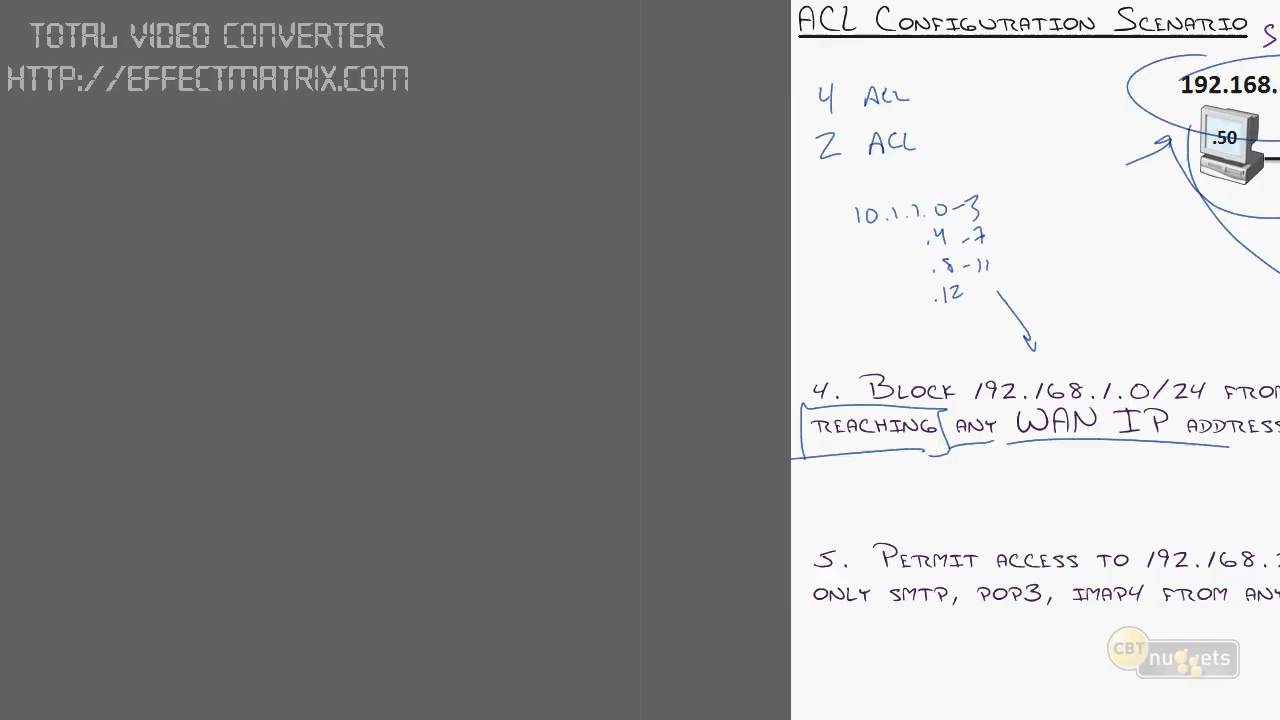 TOTAL VIDEO CONVERTER
HTTP://EFFECTMATRIX.COM
ACL CONFIGURATION SCENARIO
S
192.168.
.50
4 ACL
2 ACL
10.1.1.0-3
.4-7
.8-11
.12
4. BLOCK 192.168.1.0/24 FRO
REACHING ANY WAN IP ADDRESS
5. PERMIT ACCESS TO 192.168.
ONLY SMTP, POP3, IMAP4 FROM ANY
CBT nuggets